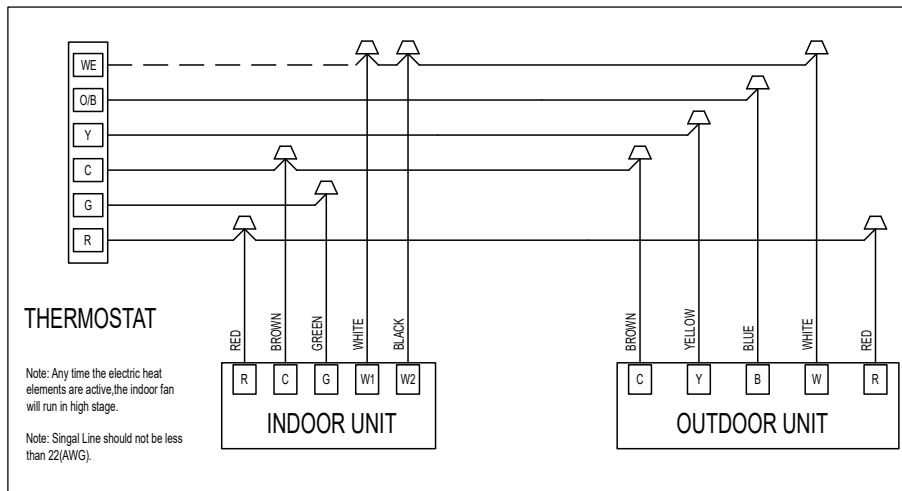 WE
O/B
Y
C
G
R
THERMOSTAT
Note: Any time the electric heat
elements are active,the indoor fan
will run in high stage.
Note: Singal Line should not be less
than 22(AWG).
RED
BROWN
GREEN
WHITE
BLACK
R C G W1 W2
INDOOR UNIT
BROWN
YELLOW
BLUE
WHITE
RED
C Y B W R
OUTDOOR UNIT